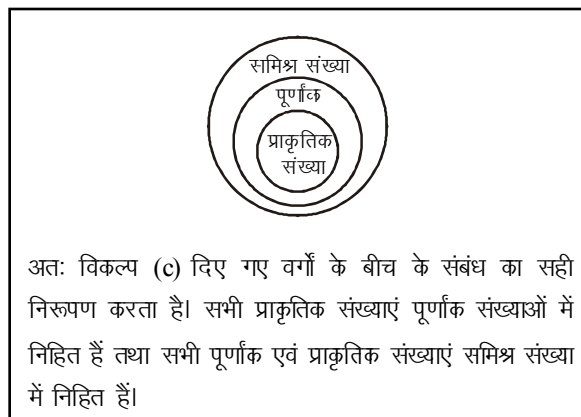 समिश्र संख्या
पूर्णांक
प्राकृतिक
संख्या
अतः विकल्प (c) दिए गए वर्गों के बीच के संबंध का सही
निरूपण करता है। सभी प्राकृतिक संख्याएं पूर्णांक संख्याओं में
निहित हैं तथा सभी पूर्णांक एवं प्राकृतिक संख्याएं समिश्र संख्या
में निहित हैं।